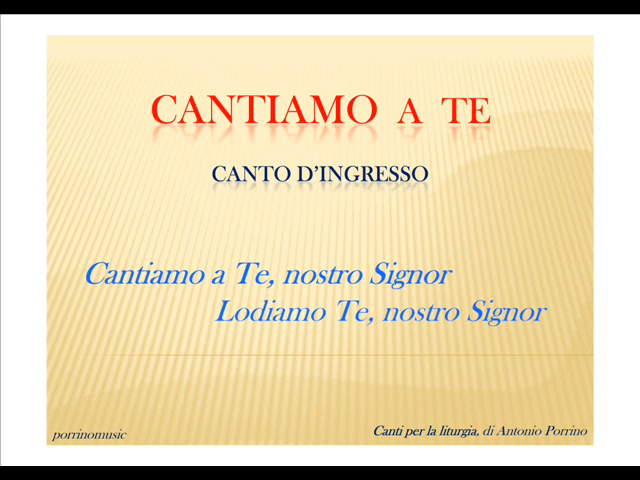 CANTIAMO A TE
CANTO D'INGRESSO
Cantiamo a Te, nostro Signor
Lodiamo Te, nostro Signor
porrinomusic
Canti per la liturgia, di Antonio Porrino